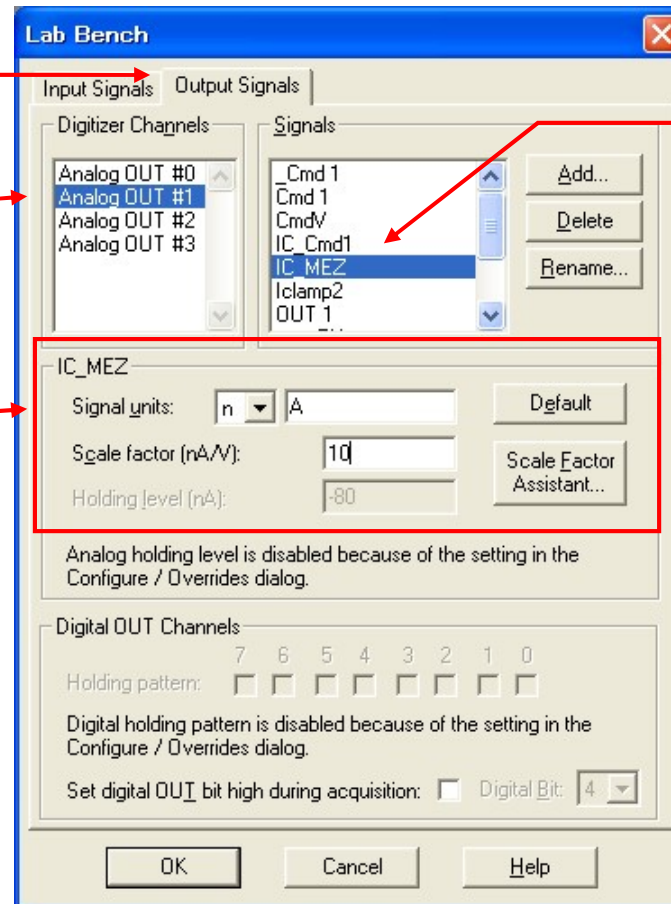 Lab Bench
Input Signals
Output Signals
Digitizer Channels
Analog OUT #0
Analog OUT #1
Analog OUT #2
Analog OUT #3
Signals
_Cmd 1
Cmd 1
CmdV
IC_Cmd1
IC_MEZ
Iclamp2
OUT 1
Add...
Delete
Rename...
IC_MEZ
Signal units: n A
Default
Scale factor (nA/V): 10
Scale Factor
Assistant...
Holding level (nA): -80
Analog holding level is disabled because of the setting in the
Configure / Overrides dialog.
Digital OUT Channels
7 6 5 4 3 2 1 0
Holding pattern:
Digital holding pattern is disabled because of the setting in the
Configure / Overrides dialog.
Set digital OUT bit high during acquisition:
Digital Bit: 4
OK
Cancel
Help